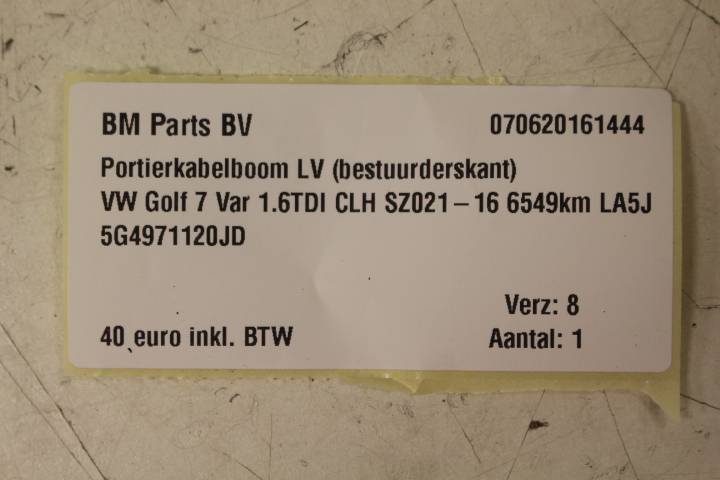 BM Parts BV 070620161444
Portierkabelboom LV (bestuurderskant)
VW Golf 7 Var 1.6TDI CLH SZ021-16 6549km LA5J
5G4971120JD
Verz: 8
40 euro inkl. BTW Aantal: 1